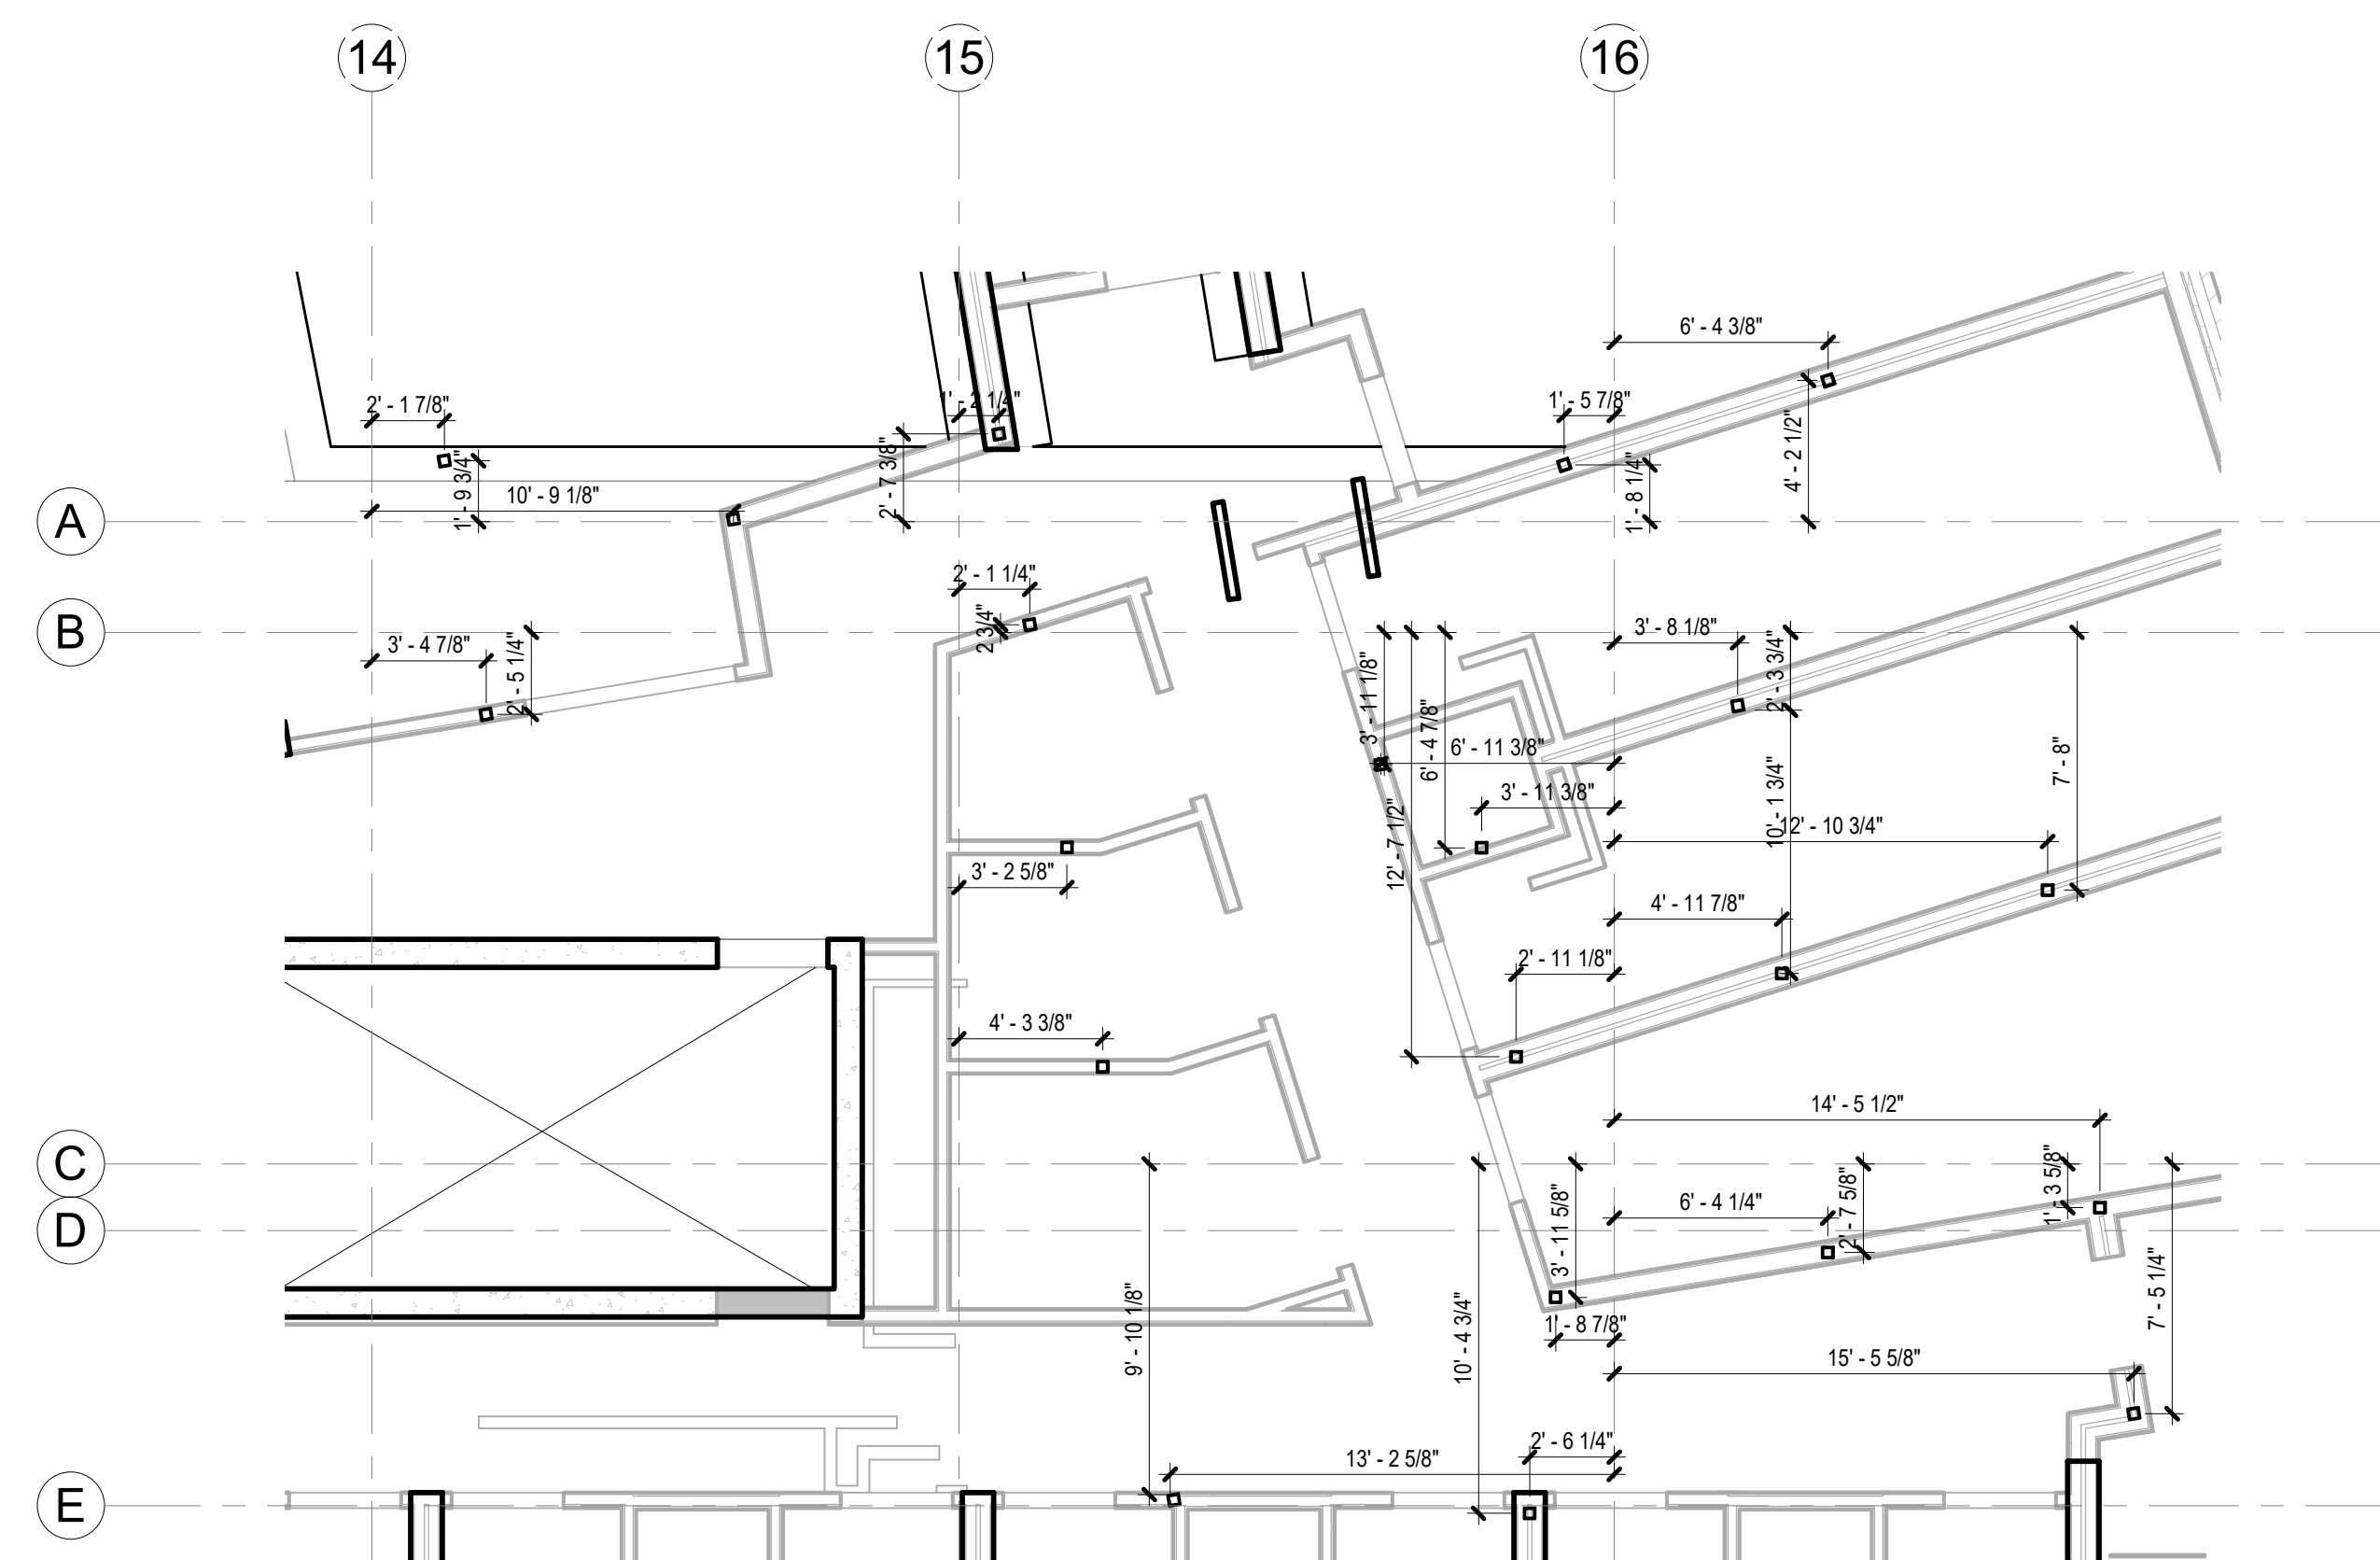 14
15
16
6' - 4 3/8"
2' - 1 7/8"
1' - 2 1/4"
1' - 5 7/8"
4' - 2 1/2"
1' - 9 3/4"
10' - 9 1/8"
2' - 7 3/8"
1' - 8 1/4"
A
2' - 1 1/4"
2 3/4"
B
3' - 4 7/8"
2' - 5 1/4"
3' - 8 1/8"
2' - 3 3/4"
3' - 11 1/8"
6' - 4 7/8"
6' - 11 3/8"
7' - 8"
3' - 11 3/8"
10' - 1 3/4"
12' - 10 3/4"
12' - 7 1/2"
3' - 2 5/8"
4' - 11 7/8"
2' - 11 1/8"
4' - 3 3/8"
14' - 5 1/2"
C
D
3' - 11 5/8"
6' - 4 1/4"
2' - 7 5/8"
1' - 3 5/8"
9' - 10 1/8"
10' - 4 3/4"
1' - 8 7/8"
7' - 5 1/4"
15' - 5 5/8"
2' - 6 1/4"
13' - 2 5/8"
E